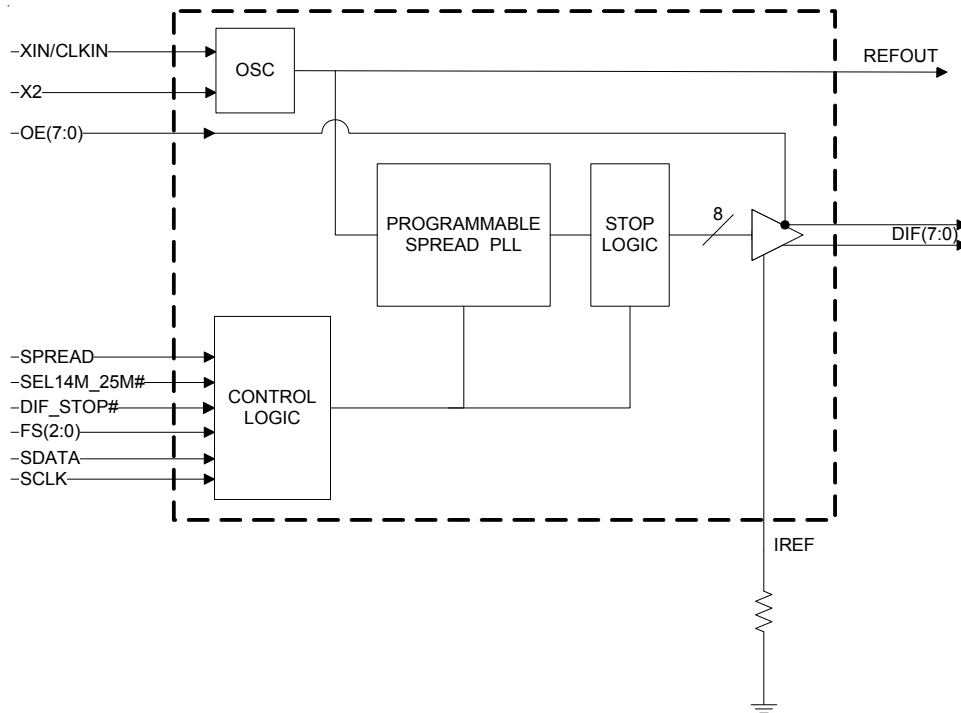 XIN/CLKIN
X2
OE(7:0)
OSC
REFOUT
PROGRAMMABLE
SPREAD PLL
STOP
LOGIC
8
DIF(7:0)
SPREAD
SEL14M_25M#
DIF_STOP#
FS(2:0)
SDATA
SCLK
CONTROL
LOGIC
IREF